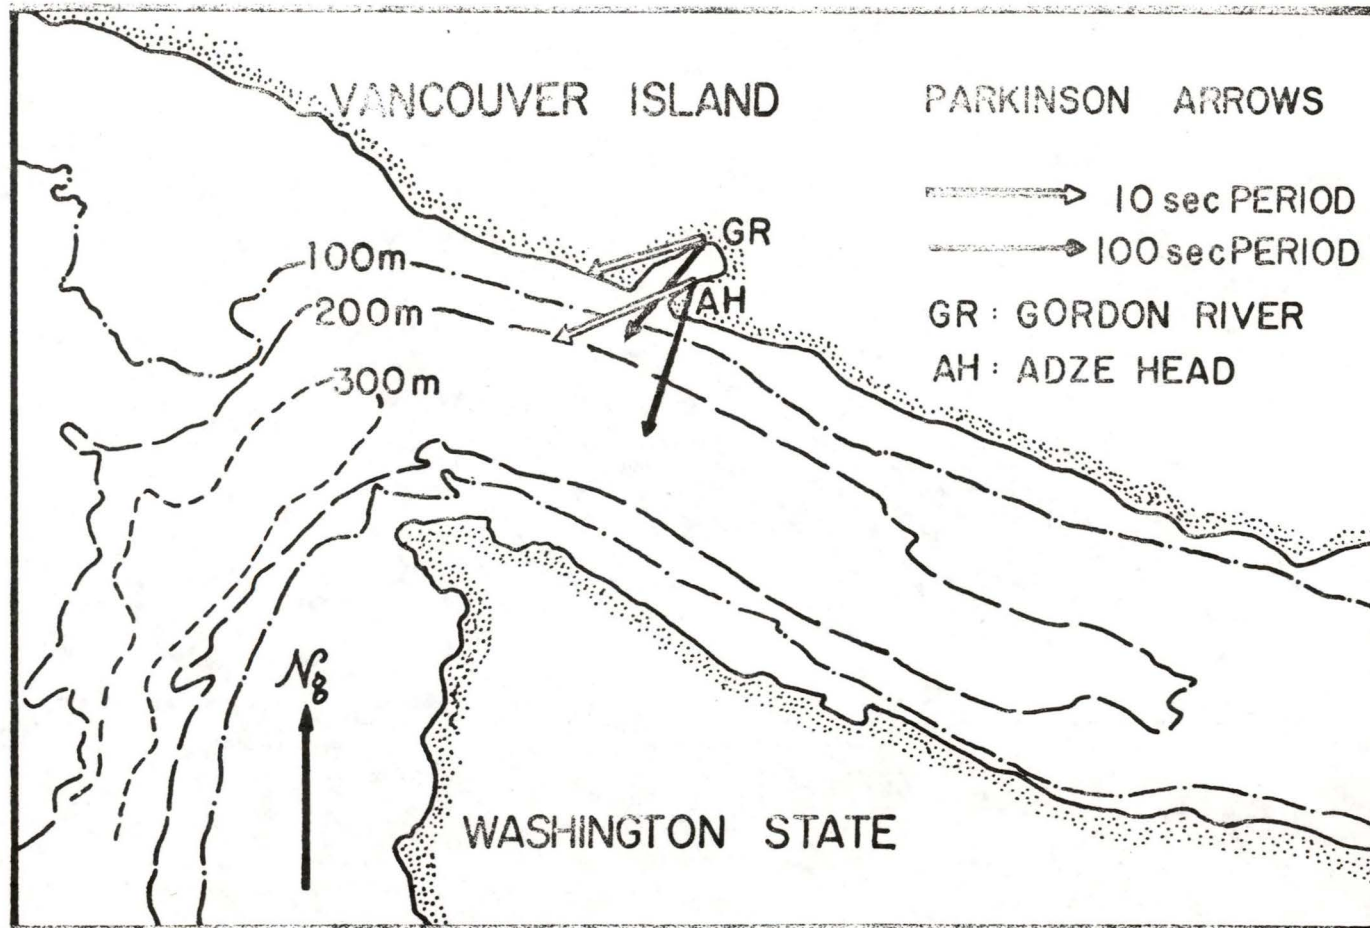 VANCOUVER ISLAND
PARKINSON ARROWS
10 sec PERIOD
100 sec PERIOD
GR : GORDON RIVER
AH : ADZE HEAD
GR
AH
100m
200m
300m
Ng
WASHINGTON STATE